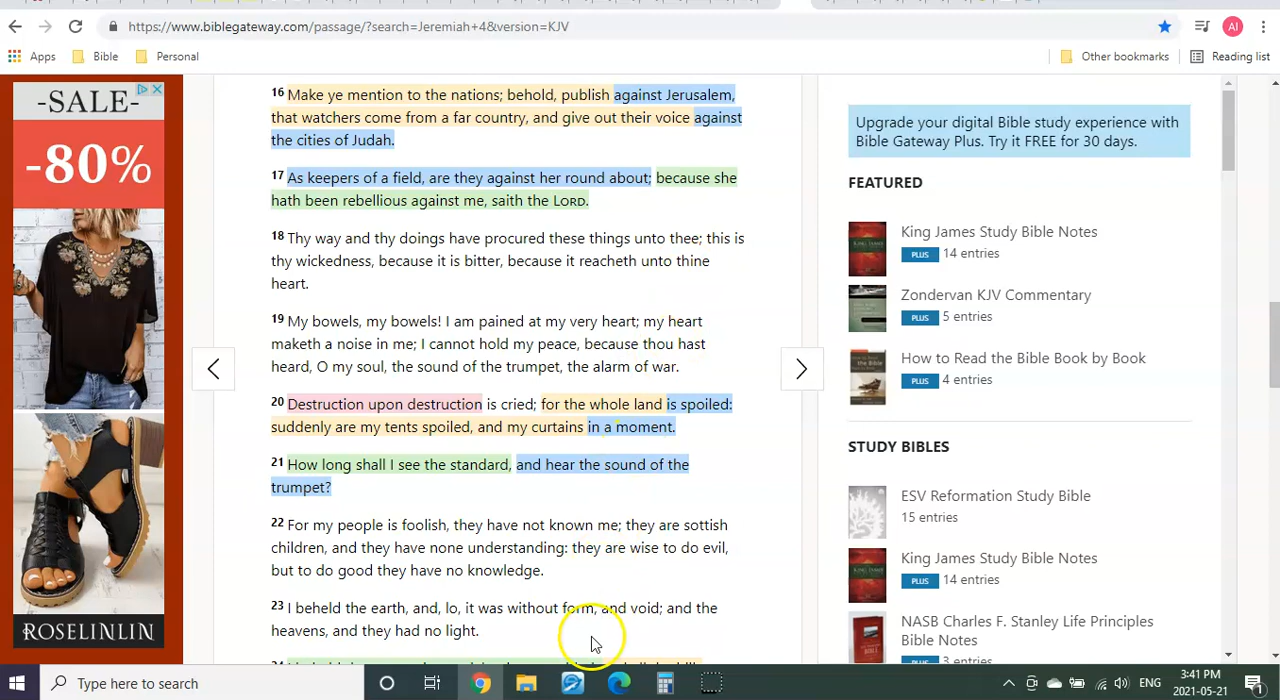 https://www.biblegateway.com/passage/?search=Jeremiah+4&version=KJV
AI
Apps
Bible
Personal
Other bookmarks
Reading list
-SALE-
-80%
ROSELINLIN
16 Make ye mention to the nations; behold, publish against Jerusalem,
that watchers come from a far country, and give out their voice against
the cities of Judah.
17 As keepers of a field, are they against her round about; because she
hath been rebellious against me, saith the LORD.
18 Thy way and thy doings have procured these things unto thee; this is
thy wickedness, because it is bitter, because it reacheth unto thine
heart.
19 My bowels, my bowels! I am pained at my very heart; my heart
maketh a noise in me; I cannot hold my peace, because thou hast
heard, O my soul, the sound of the trumpet, the alarm of war.
20 Destruction upon destruction is cried; for the whole land is spoiled:
suddenly are my tents spoiled, and my curtains in a moment.
21 How long shall I see the standard, and hear the sound of the
trumpet?
22 For my people is foolish, they have not known me; they are sottish
children, and they have none understanding: they are wise to do evil,
but to do good they have no knowledge.
23 I beheld the earth, and, lo, it was without form, and void; and the
heavens, and they had no light.
Upgrade your digital Bible study experience with
Bible Gateway Plus. Try it FREE for 30 days.
FEATURED
King James Study Bible Notes
PLUS 14 entries
Zondervan KJV Commentary
PLUS 5 entries
How to Read the Bible Book by Book
PLUS 4 entries
STUDY BIBLES
ESV Reformation Study Bible
15 entries
King James Study Bible Notes
PLUS 14 entries
NASB Charles F. Stanley Life Principles
Bible Notes
PLUS 3 entries
Type here to search
ENG
3:41 PM
2021-05-21
1